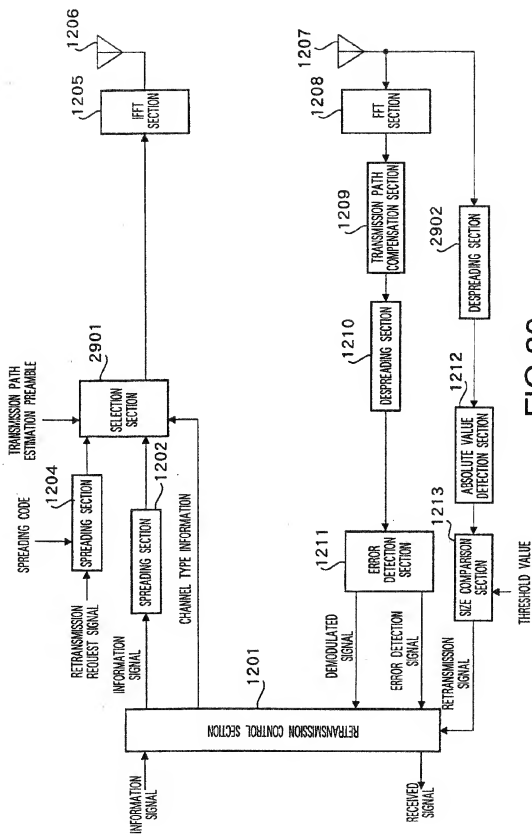 1206
1205
IFFT
SECTION
TRANSMISSION PATH
ESTIMATION PREAMBLE
2901
SELECTION
SECTION
SPREADING CODE
1204
SPREADING SECTION
RETRANSMISSION
REQUEST SIGNAL
1202
SPREADING SECTION
INFORMATION
SIGNAL
CHANNEL TYPE INFORMATION
1201
RETRANSMISSION CONTROL SECTION
INFORMATION
SIGNAL
RECEIVED
SIGNAL
1207
1208
FFT
SECTION
1209
TRANSMISSION PATH
COMPENSATION SECTION
1210
DESPREADING SECTION
1211
ERROR
DETECTION
SECTION
DEMODULATED
SIGNAL
ERROR DETECTION
SIGNAL
2902
DESPREADING SECTION
1212
ABSOLUTE VALUE
DETECTION SECTION
1213
SIZE COMPARISON
SECTION
RETRANSMISSION
SIGNAL
THRESHOLD VALUE
FIG